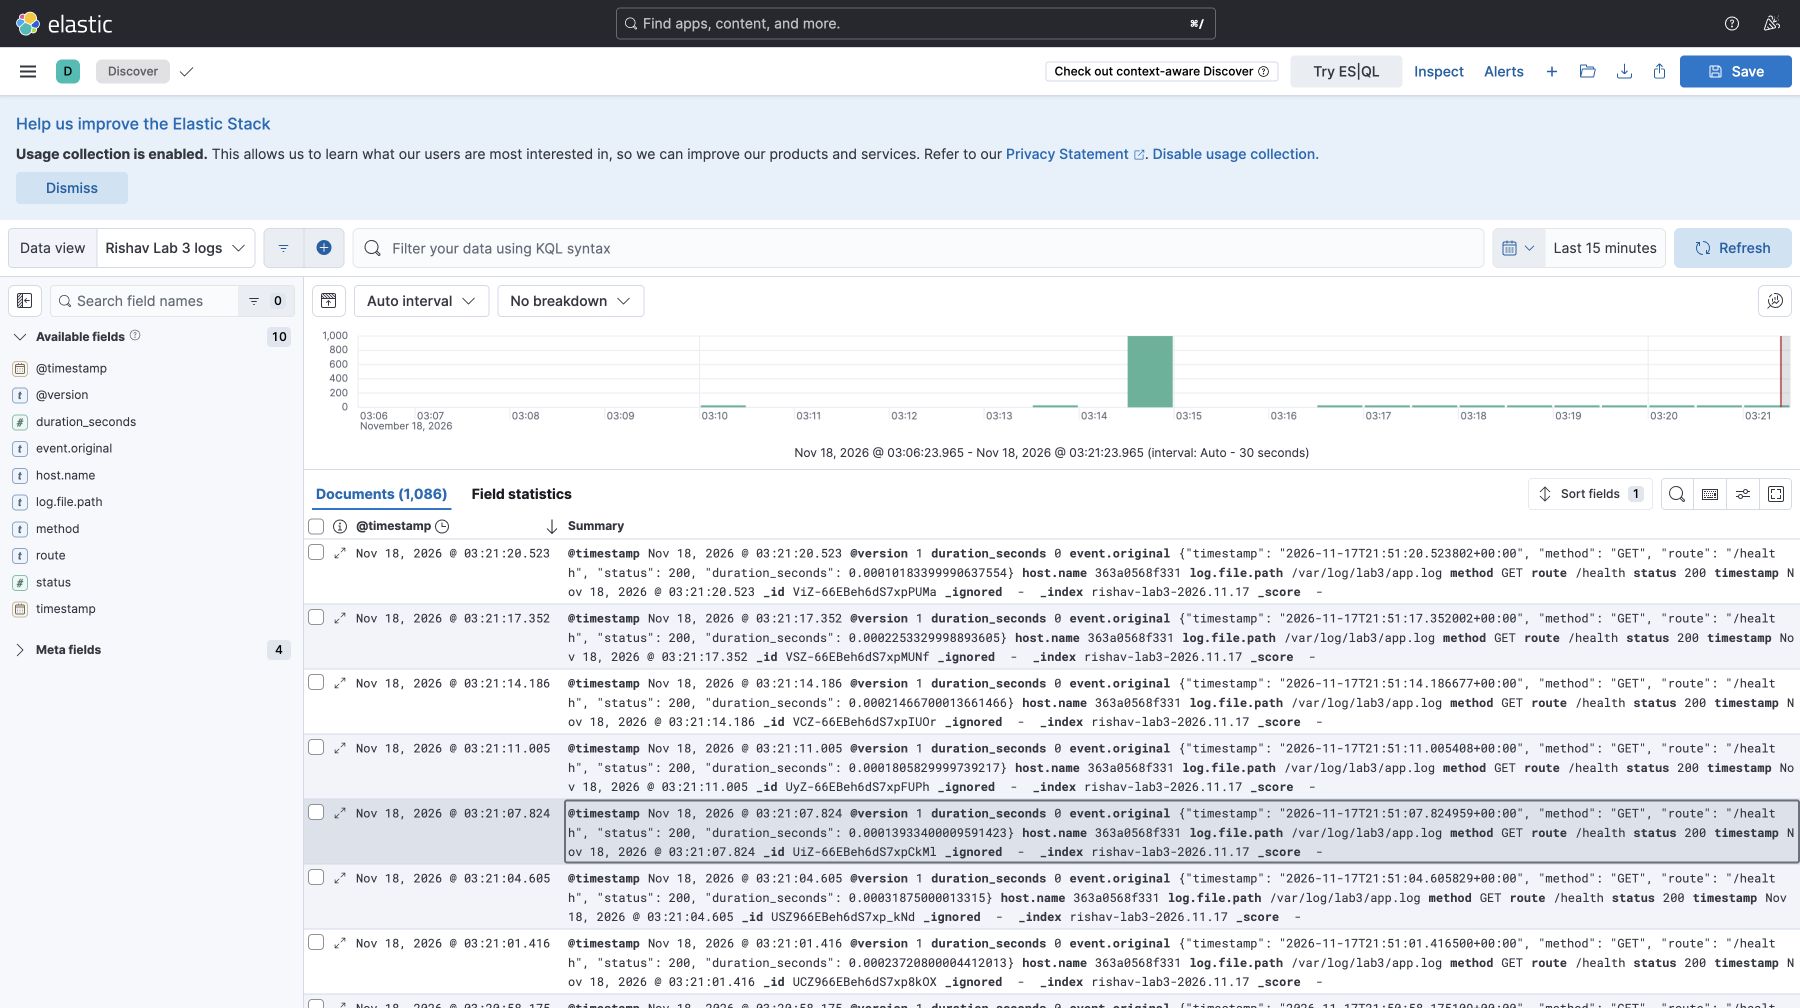 elastic
Find apps, content, and more.
⌘/
D
Discover
Check out context-aware Discover
Try ES|QL
Inspect
Alerts
Save
Help us improve the Elastic Stack
Usage collection is enabled. This allows us to learn what our users are most interested in, so we can improve our products and services. Refer to our Privacy Statement. Disable usage collection.
Dismiss
Data view
Rishav Lab 3 logs
Filter your data using KQL syntax
Last 15 minutes
Refresh
Search field names
0
Available fields
10
@timestamp
@version
duration_seconds
event.original
host.name
log.file.path
method
route
status
timestamp
Meta fields
4
Auto interval
No breakdown
1,000
800
600
400
200
0
03:06 03:07 03:08 03:09 03:10 03:11 03:12 03:13 03:14 03:15 03:16 03:17 03:18 03:19 03:20 03:21
November 18, 2026
Nov 18, 2026 @ 03:06:23.965 - Nov 18, 2026 @ 03:21:23.965 (interval: Auto - 30 seconds)
Documents (1,086)
Field statistics
Sort fields 1
@timestamp
Summary
Nov 18, 2026 @ 03:21:20.523
@timestamp Nov 18, 2026 @ 03:21:20.523 @version 1 duration_seconds 0 event.original {"timestamp": "2026-11-17T21:51:20.523802+00:00", "method": "GET", "route": "/healt
h", "status": 200, "duration_seconds": 0.00010183399990637554} host.name 363a0568f331 log.file.path /var/log/lab3/app.log method GET route /health status 200 timestamp N
ov 18, 2026 @ 03:21:20.523 _id ViZ-66EBeh6dS7xpPUMa _ignored - _index rishav-lab3-2026.11.17 _score -
Nov 18, 2026 @ 03:21:17.352
@timestamp Nov 18, 2026 @ 03:21:17.352 @version 1 duration_seconds 0 event.original {"timestamp": "2026-11-17T21:51:17.352002+00:00", "method": "GET", "route": "/healt
h", "status": 200, "duration_seconds": 0.0002253329998893605} host.name 363a0568f331 log.file.path /var/log/lab3/app.log method GET route /health status 200 timestamp No
v 18, 2026 @ 03:21:17.352 _id VSZ-66EBeh6dS7xpMUNf _ignored - _index rishav-lab3-2026.11.17 _score -
Nov 18, 2026 @ 03:21:14.186
@timestamp Nov 18, 2026 @ 03:21:14.186 @version 1 duration_seconds 0 event.original {"timestamp": "2026-11-17T21:51:14.186677+00:00", "method": "GET", "route": "/healt
h", "status": 200, "duration_seconds": 0.00021466700013661466} host.name 363a0568f331 log.file.path /var/log/lab3/app.log method GET route /health status 200 timestamp N
ov 18, 2026 @ 03:21:14.186 _id VCZ-66EBeh6dS7xpIUOr _ignored - _index rishav-lab3-2026.11.17 _score -
Nov 18, 2026 @ 03:21:11.005
@timestamp Nov 18, 2026 @ 03:21:11.005 @version 1 duration_seconds 0 event.original {"timestamp": "2026-11-17T21:51:11.005408+00:00", "method": "GET", "route": "/healt
h", "status": 200, "duration_seconds": 0.0001805829999739217} host.name 363a0568f331 log.file.path /var/log/lab3/app.log method GET route /health status 200 timestamp No
v 18, 2026 @ 03:21:11.005 _id UyZ-66EBeh6dS7xpFUPh _ignored - _index rishav-lab3-2026.11.17 _score -
Nov 18, 2026 @ 03:21:07.824
@timestamp Nov 18, 2026 @ 03:21:07.824 @version 1 duration_seconds 0 event.original {"timestamp": "2026-11-17T21:51:07.824959+00:00", "method": "GET", "route": "/healt
h", "status": 200, "duration_seconds": 0.00013933400009591423} host.name 363a0568f331 log.file.path /var/log/lab3/app.log method GET route /health status 200 timestamp N
ov 18, 2026 @ 03:21:07.824 _id UiZ-66EBeh6dS7xpCkMl _ignored - _index rishav-lab3-2026.11.17 _score -
Nov 18, 2026 @ 03:21:04.605
@timestamp Nov 18, 2026 @ 03:21:04.605 @version 1 duration_seconds 0 event.original {"timestamp": "2026-11-17T21:51:04.605829+00:00", "method": "GET", "route": "/healt
h", "status": 200, "duration_seconds": 0.00031875000013315} host.name 363a0568f331 log.file.path /var/log/lab3/app.log method GET route /health status 200 timestamp Nov
18, 2026 @ 03:21:04.605 _id USZ966EBeh6dS7xp_kNd _ignored - _index rishav-lab3-2026.11.17 _score -
Nov 18, 2026 @ 03:21:01.416
@timestamp Nov 18, 2026 @ 03:21:01.416 @version 1 duration_seconds 0 event.original {"timestamp": "2026-11-17T21:51:01.416500+00:00", "method": "GET", "route": "/healt
h", "status": 200, "duration_seconds": 0.00023720800004412013} host.name 363a0568f331 log.file.path /var/log/lab3/app.log method GET route /health status 200 timestamp N
ov 18, 2026 @ 03:21:01.416 _id UCZ966EBeh6dS7xp8kOX _ignored - _index rishav-lab3-2026.11.17 _score -